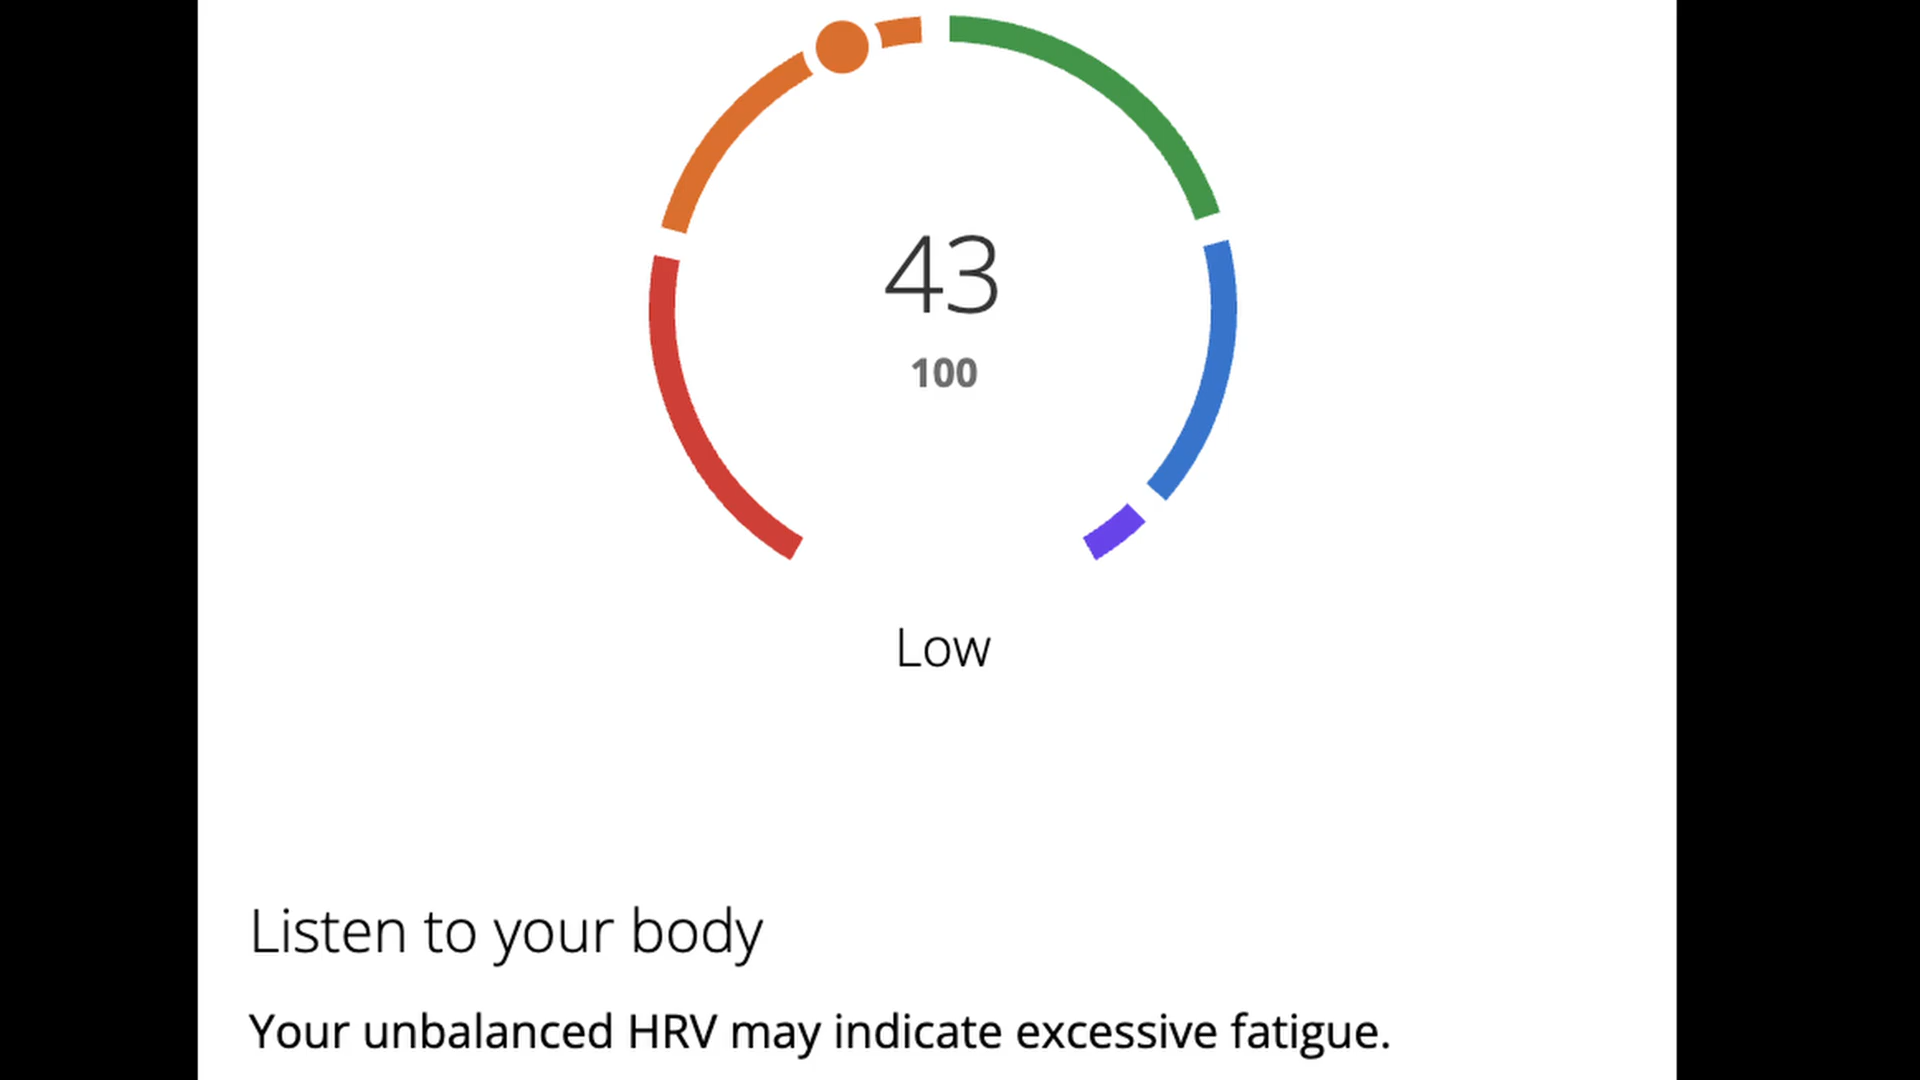 43
100
Low
Listen to your body
Your unbalanced HRV may indicate excessive fatigue.